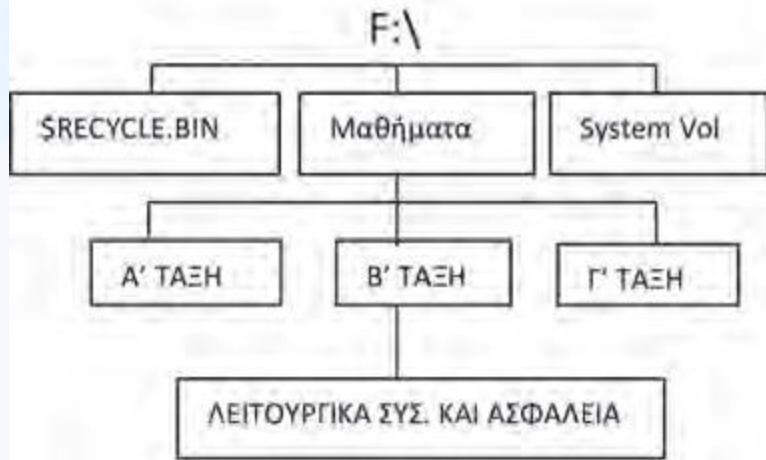 F:\
$RECYCLE.BIN Μαθήματα System Vol
Α' ΤΑΞΗ Β' ΤΑΞΗ Γ' ΤΑΞΗ
ΛΕΙΤΟΥΡΓΙΚΑ ΣΥΣ. ΚΑΙ ΑΣΦΑΛΕΙΑ